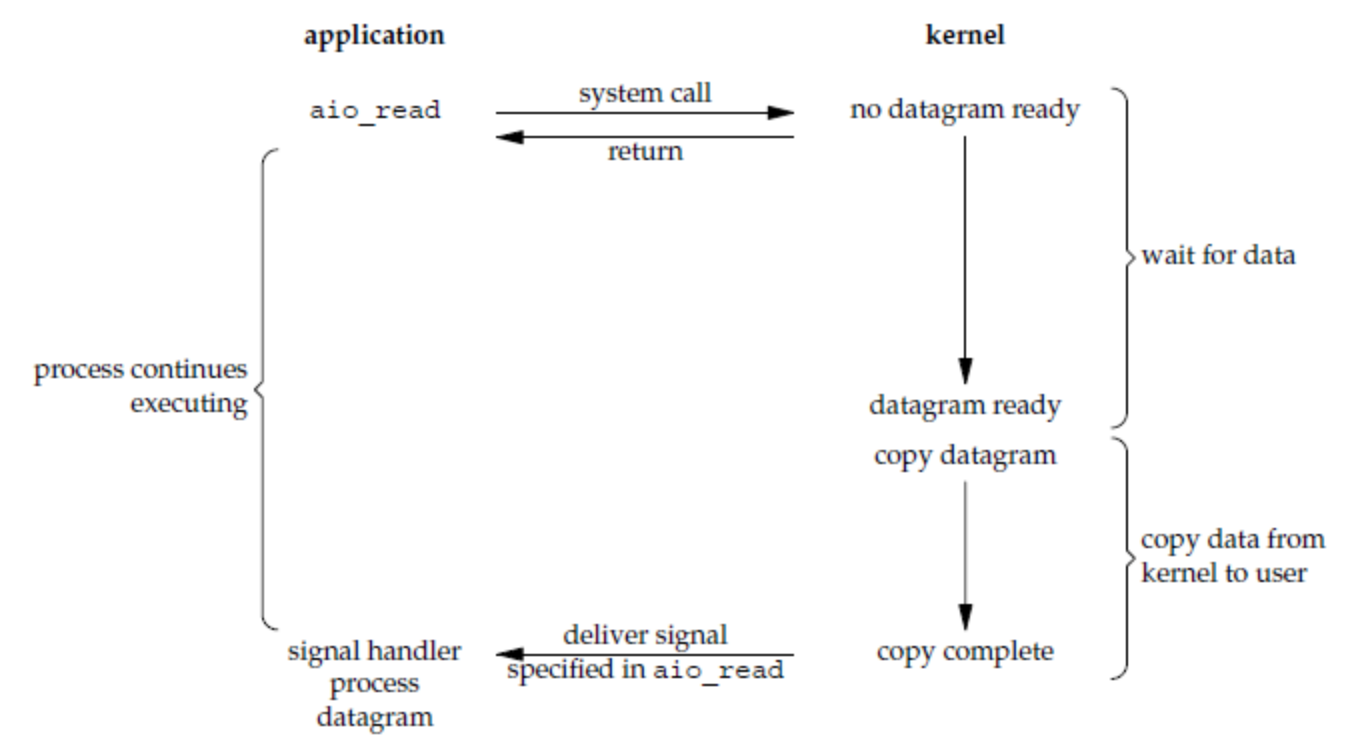 application
kernel
aio_read
system call
no datagram ready
return
wait for data
process continues
executing
datagram ready
copy datagram
copy data from
kernel to user
deliver signal
signal handler
copy complete
specified in aio_read
process
datagram